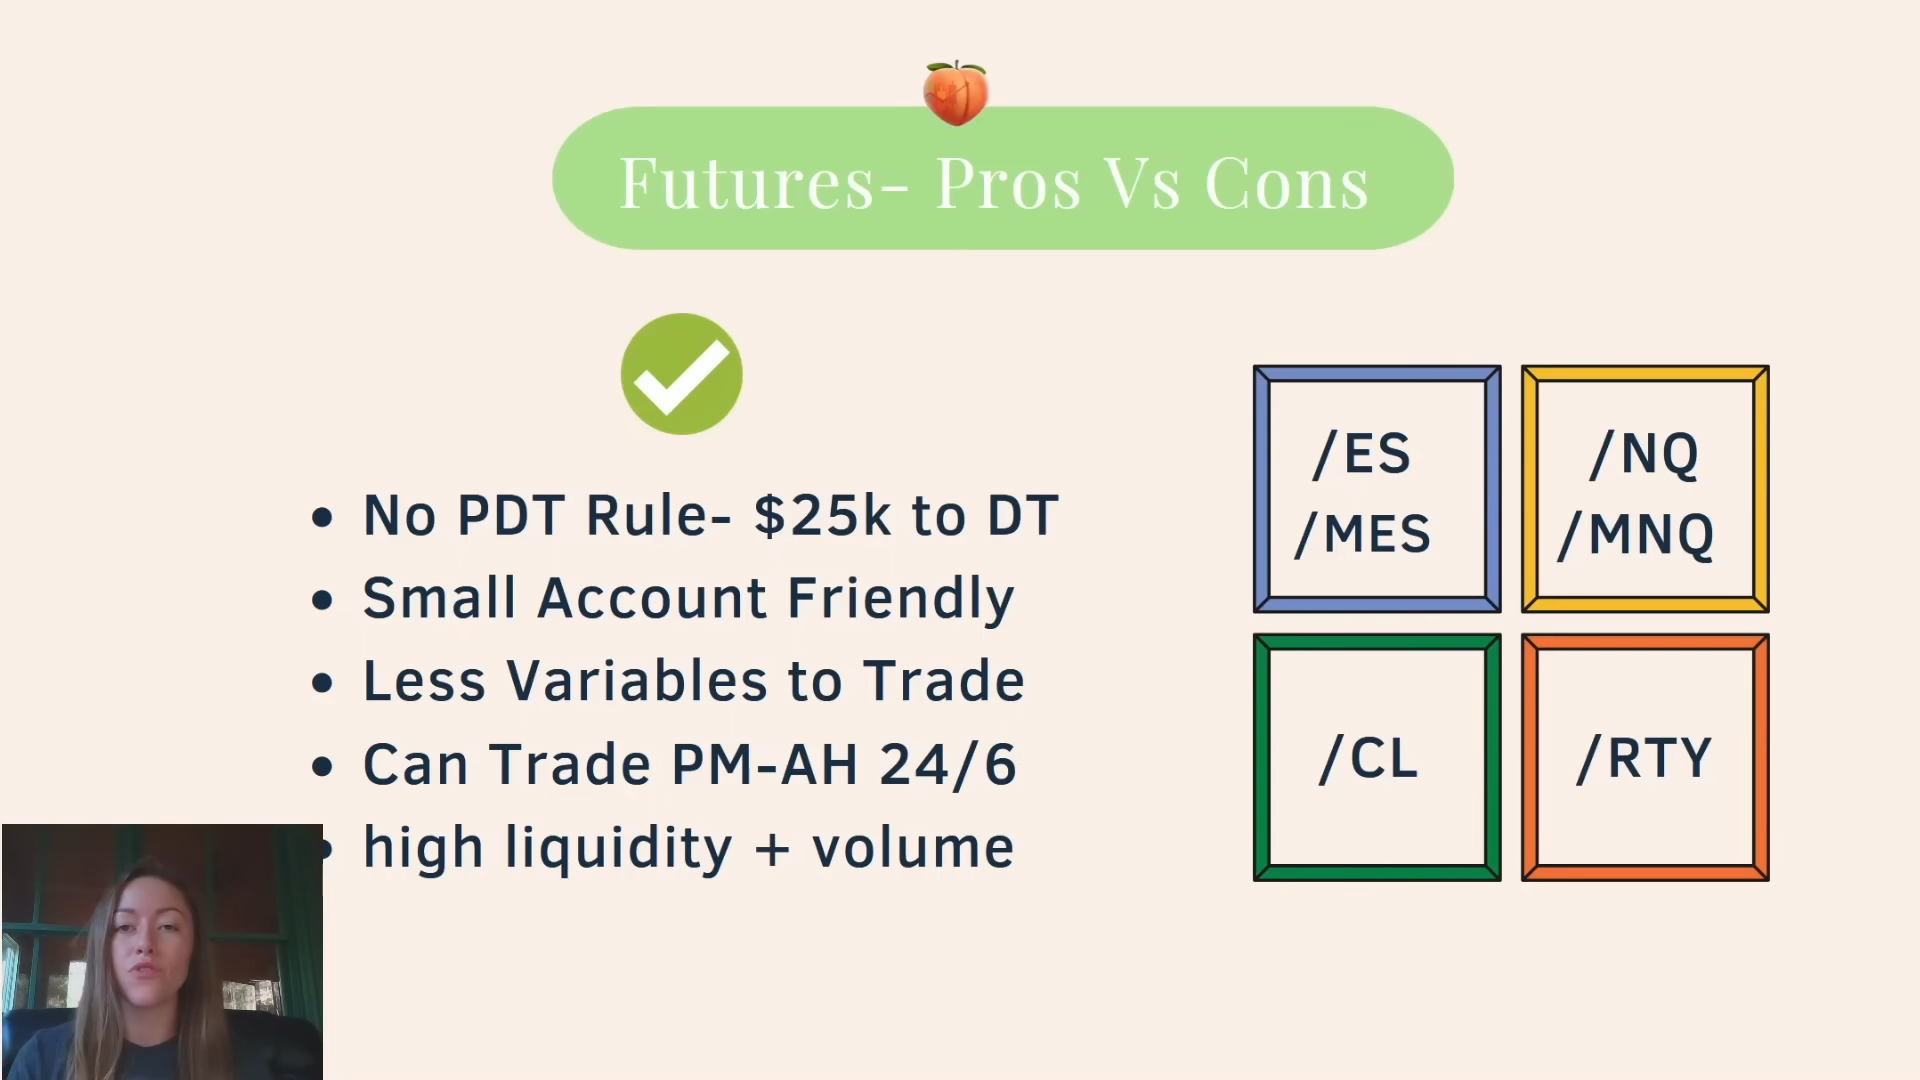 Futures- Pros Vs Cons
No PDT Rule- $25k to DT
Small Account Friendly
Less Variables to Trade
Can Trade PM-AH 24/6
high liquidity + volume
/ES
/MES
/NQ
/MNQ
/CL
/RTY